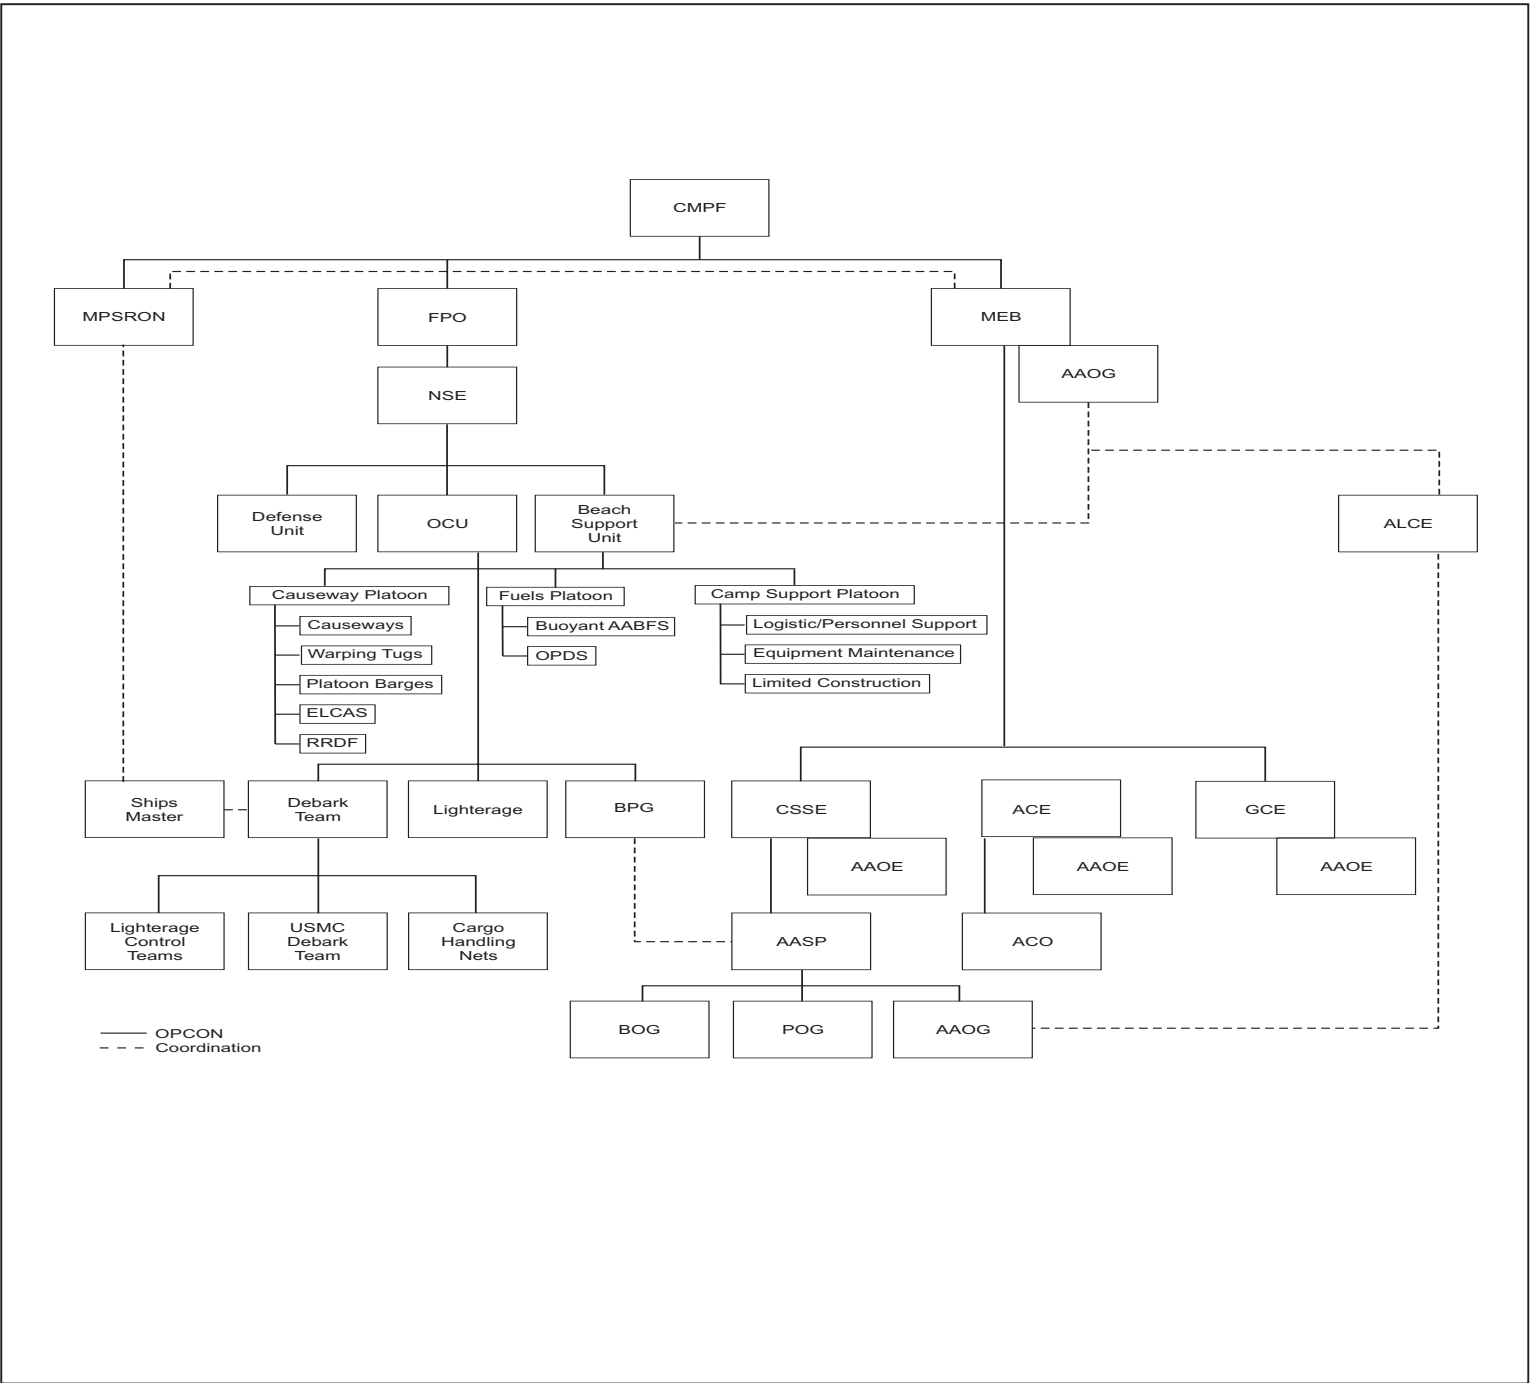 CMPF
MPSRON
FPO
MEB
AAOG
NSE
Defense
Unit
OCU
Beach
Support
Unit
ALCE
Causeway Platoon
Fuels Platoon
Camp Support Platoon
Causeways
Warping Tugs
Platoon Barges
ELCAS
RRDF
Buoyant AABFS
OPDS
Logistic/Personnel Support
Equipment Maintenance
Limited Construction
Ships
Master
Debark
Team
Lighterage
BPG
CSSE
ACE
GCE
AAOE
AAOE
AAOE
Lighterage
Control
Teams
USMC
Debark
Team
Cargo
Handling
Nets
AASP
ACO
BOG
POG
AAOG
OPCON
Coordination